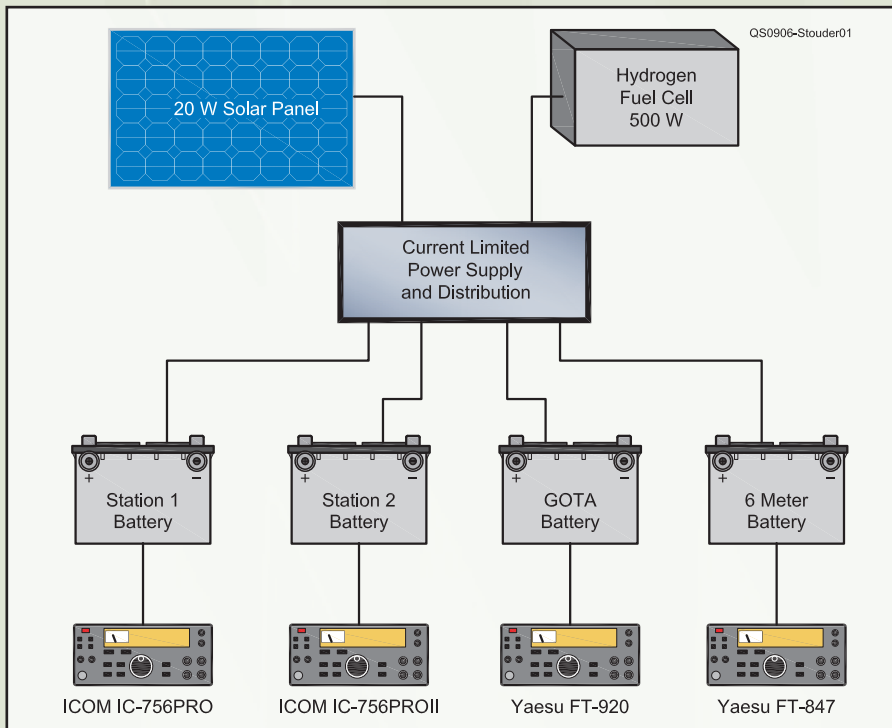 QS0906-Stouder01
20 W Solar Panel
Hydrogen
Fuel Cell
500 W
Current Limited
Power Supply
and Distribution
+ −
Station 1
Battery
+ −
Station 2
Battery
+ −
GOTA
Battery
+ −
6 Meter
Battery
ICOM IC-756PRO
ICOM IC-756PROII
Yaesu FT-920
Yaesu FT-847